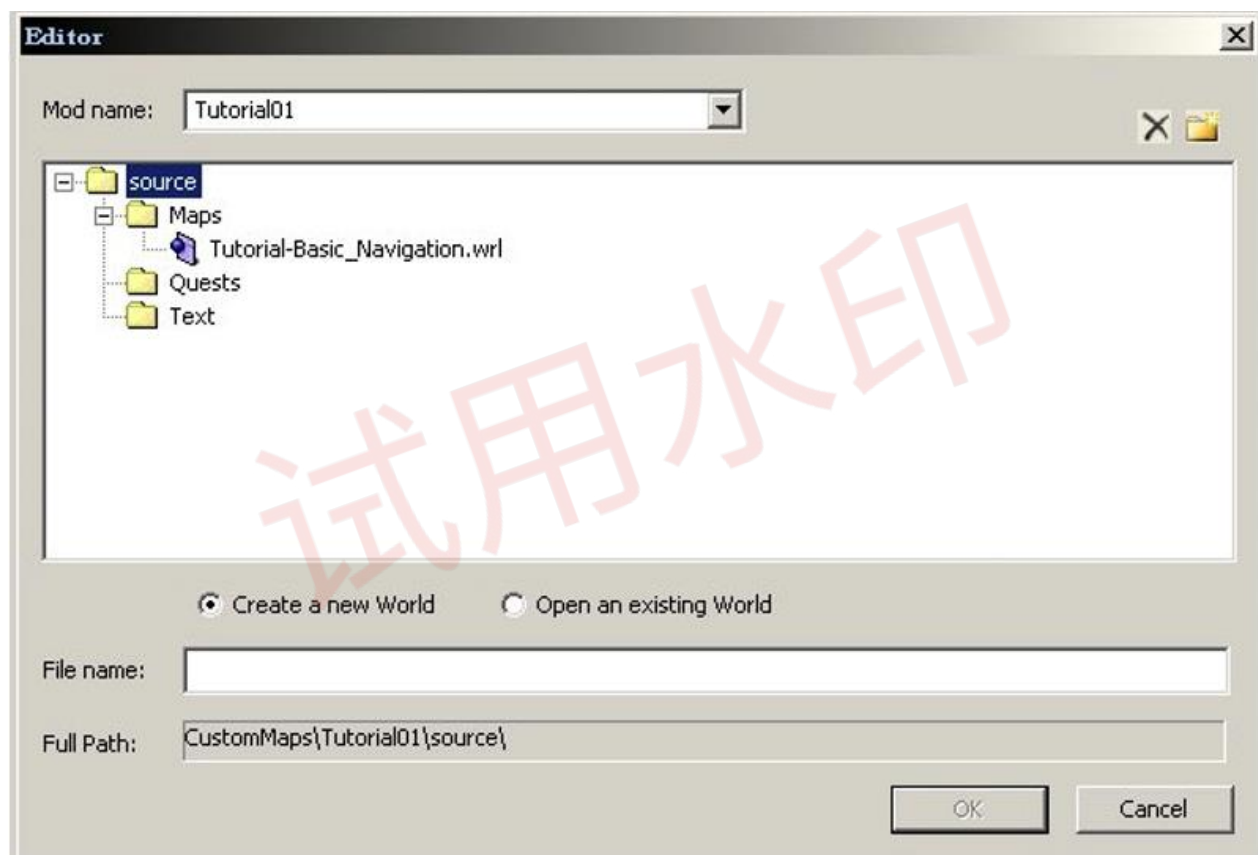 Editor
Mod name: Tutorial01
source
Maps
Tutorial-Basic_Navigation.wrl
Quests
Text
试用水印
Create a new World Open an existing World
File name:
Full Path: CustomMaps\Tutorial01\source\
OK Cancel